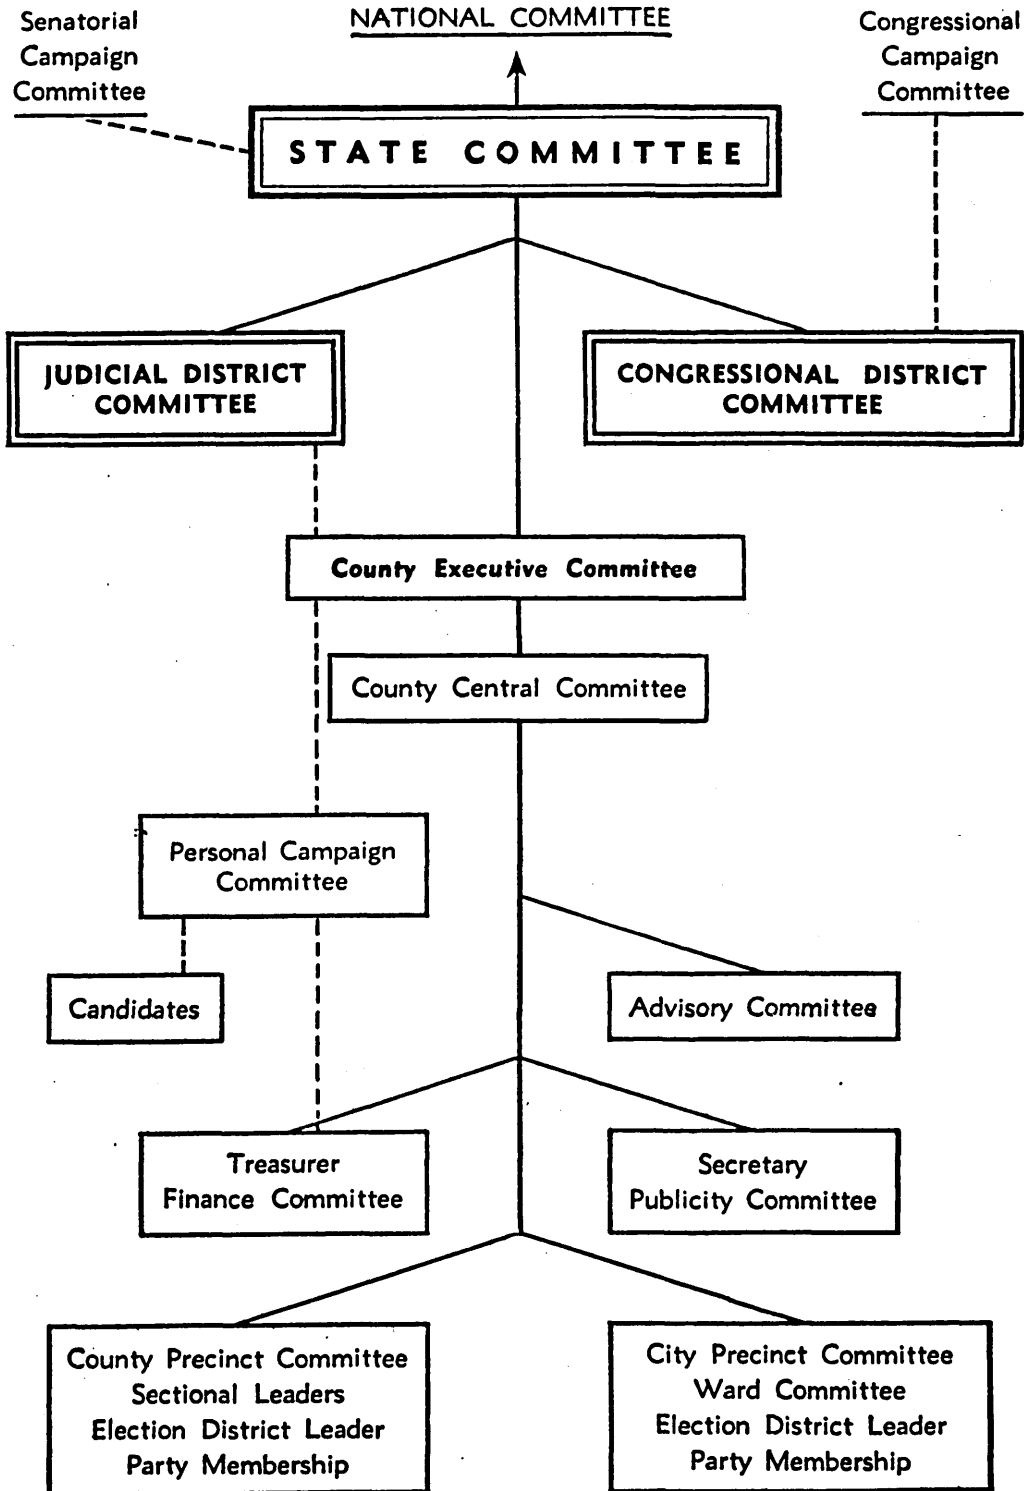 Senatorial
Campaign
Committee
NATIONAL COMMITTEE
Congressional
Campaign
Committee
STATE COMMITTEE
JUDICIAL DISTRICT
COMMITTEE
CONGRESSIONAL DISTRICT
COMMITTEE
County Executive Committee
County Central Committee
Personal Campaign
Committee
Candidates
Advisory Committee
Treasurer
Finance Committee
Secretary
Publicity Committee
County Precinct Committee
Sectional Leaders
Election District Leader
Party Membership
City Precinct Committee
Ward Committee
Election District Leader
Party Membership